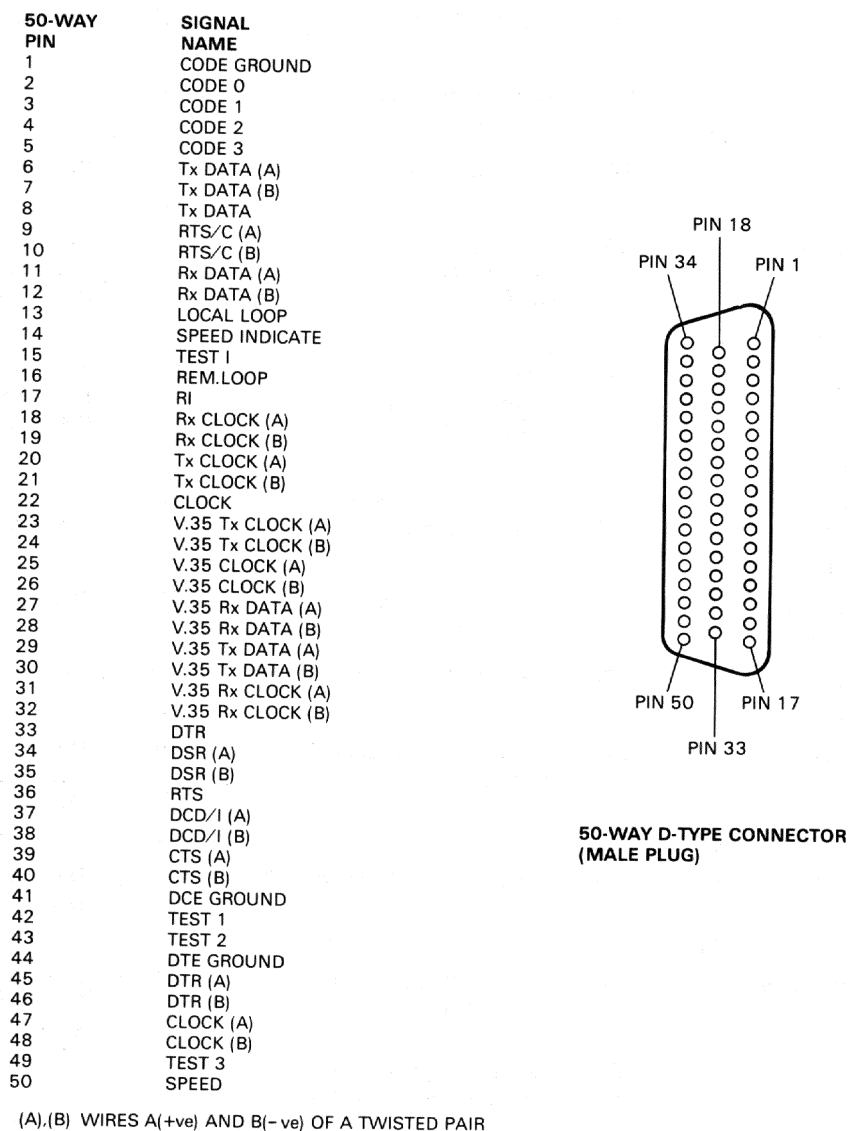 50-WAY PIN SIGNAL NAME
1 CODE GROUND
2 CODE 0
3 CODE 1
4 CODE 2
5 CODE 3
6 Tx DATA (A)
7 Tx DATA (B)
8 Tx DATA
9 RTS/C (A)
10 RTS/C (B)
11 Rx DATA (A)
12 Rx DATA (B)
13 LOCAL LOOP
14 SPEED INDICATE
15 TEST I
16 REM.LOOP
17 RI
18 Rx CLOCK (A)
19 Rx CLOCK (B)
20 Tx CLOCK (A)
21 Tx CLOCK (B)
22 CLOCK
23 V.35 Tx CLOCK (A)
24 V.35 Tx CLOCK (B)
25 V.35 CLOCK (A)
26 V.35 CLOCK (B)
27 V.35 Rx DATA (A)
28 V.35 Rx DATA (B)
29 V.35 Tx DATA (A)
30 V.35 Tx DATA (B)
31 V.35 Rx CLOCK (A)
32 V.35 Rx CLOCK (B)
33 DTR
34 DSR (A)
35 DSR (B)
36 RTS
37 DCD/I (A)
38 DCD/I (B)
39 CTS (A)
40 CTS (B)
41 DCE GROUND
42 TEST 1
43 TEST 2
44 DTE GROUND
45 DTR (A)
46 DTR (B)
47 CLOCK (A)
48 CLOCK (B)
49 TEST 3
50 SPEED
(A),(B) WIRES A(+ve) AND B(-ve) OF A TWISTED PAIR
PIN 18
PIN 34 PIN 1
PIN 50 PIN 17
PIN 33
50-WAY D-TYPE CONNECTOR
(MALE PLUG)